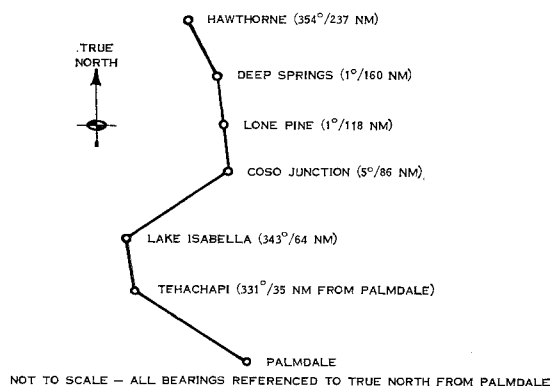 HAWTHORNE (354°/237 NM)
.TRUE
NORTH
DEEP SPRINGS (1°/160 NM)
LONE PINE (1°/118 NM)
COSO JUNCTION (5°/86 NM)
LAKE ISABELLA (343°/64 NM)
TEHACHAPI (331°/35 NM FROM PALMDALE)
PALMDALE
NOT TO SCALE — ALL BEARINGS REFERENCED TO TRUE NORTH FROM PALMDALE